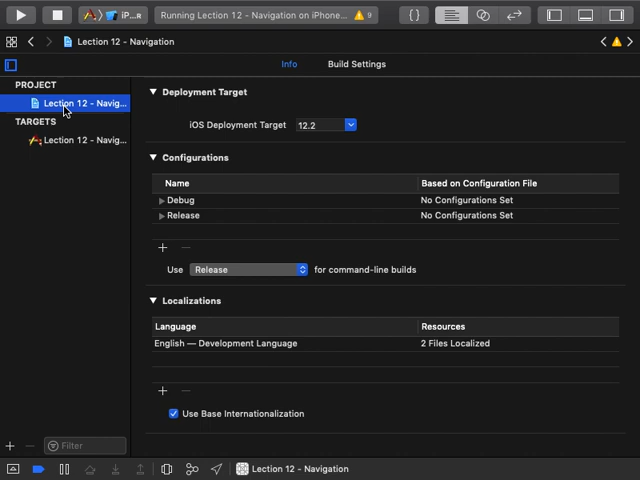 iP...R
Running Lection 12 - Navigation on iPhone... 9
{ }
Lection 12 - Navigation
Info Build Settings
PROJECT
Lection 12 - Navig...
TARGETS
Lection 12 - Navig...
Deployment Target
iOS Deployment Target 12.2
Configurations
Name Based on Configuration File
Debug No Configurations Set
Release No Configurations Set
+ −
Use Release for command-line builds
Localizations
Language Resources
English — Development Language 2 Files Localized
+ −
Use Base Internationalization
+ − Filter
Lection 12 - Navigation